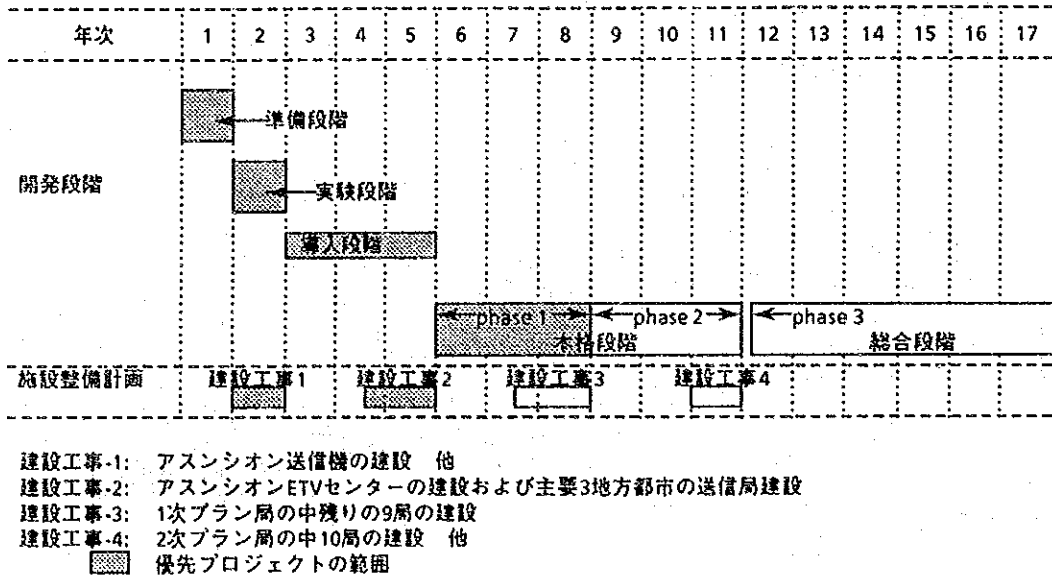 年次 1 2 3 4 5 6 7 8 9 10 11 12 13 14 15 16 17
準備段階
開発段階
実験段階
導入段階
phase 1 phase 2 phase 3
本格段階 総合段階
施設整備計画 建設工事1 建設工事2 建設工事3 建設工事4
建設工事-1: アスンシオン送信機の建設 他
建設工事-2: アスンシオンETVセンターの建設および主要3地方都市の送信局建設
建設工事-3: 1次プラン局の中残りの9局の建設
建設工事-4: 2次プラン局の中10局の建設 他
優先プロジェクトの範囲